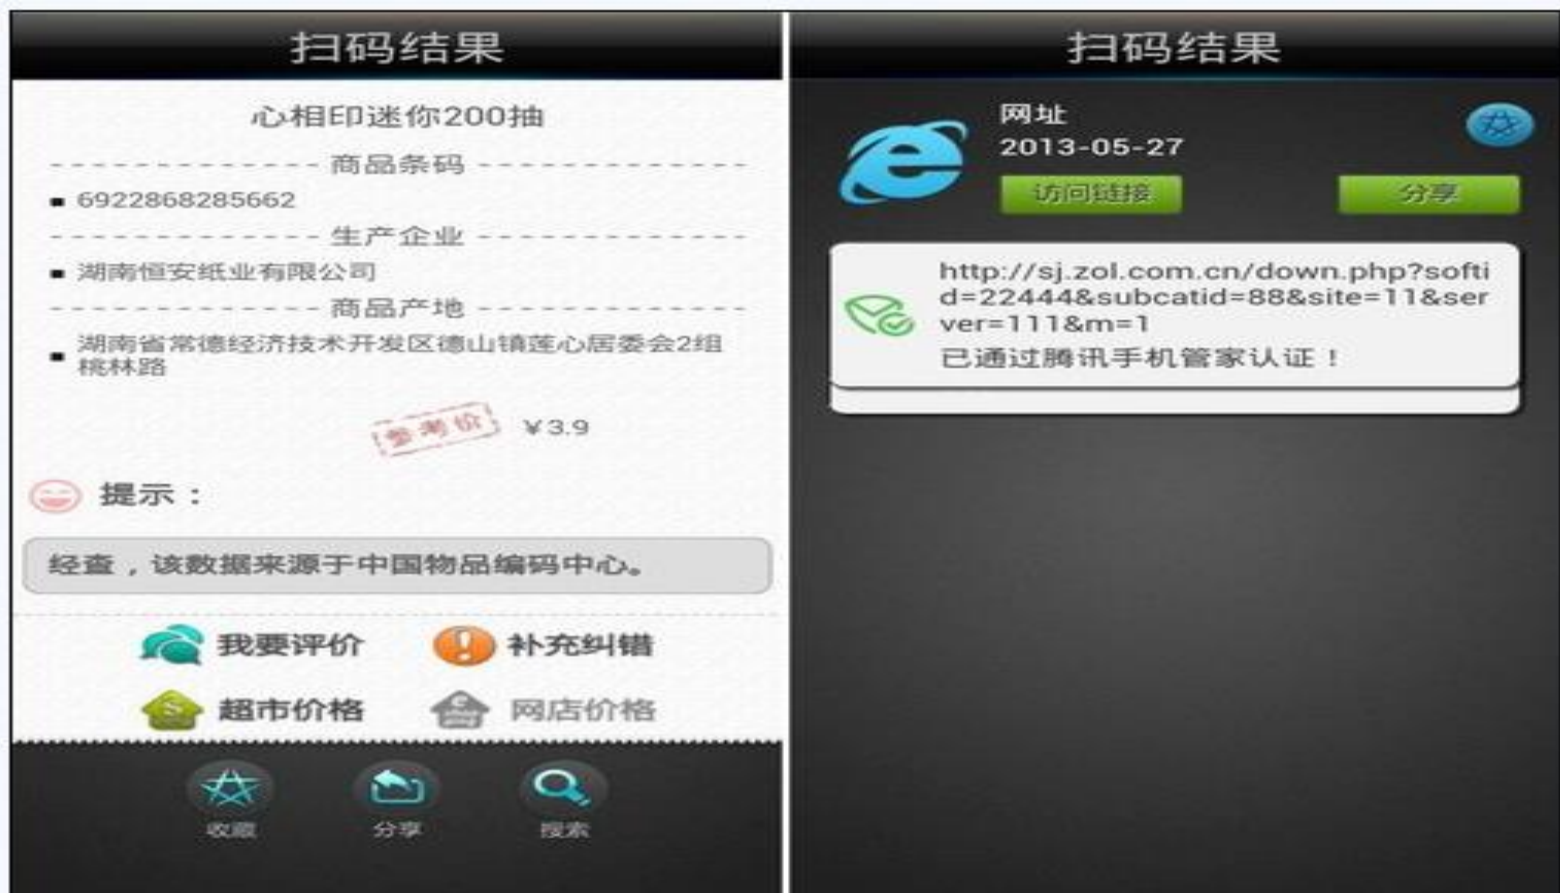 扫码结果
心相印迷你200抽
商品条码
6922868285662
生产企业
湖南恒安纸业有限公司
商品产地
湖南省常德经济技术开发区德山镇莲心居委会2组
桃林路
参考价 ￥3.9
提示：
经查，该数据来源于中国物品编码中心。
我要评价 补充纠错
超市价格 网店价格
收藏 分享 搜索
扫码结果
网址
2013-05-27
访问链接 分享
http://sj.zol.com.cn/down.php?softi
d=22444&subcatid=88&site=11&ser
ver=111&m=1
已通过腾讯手机管家认证！